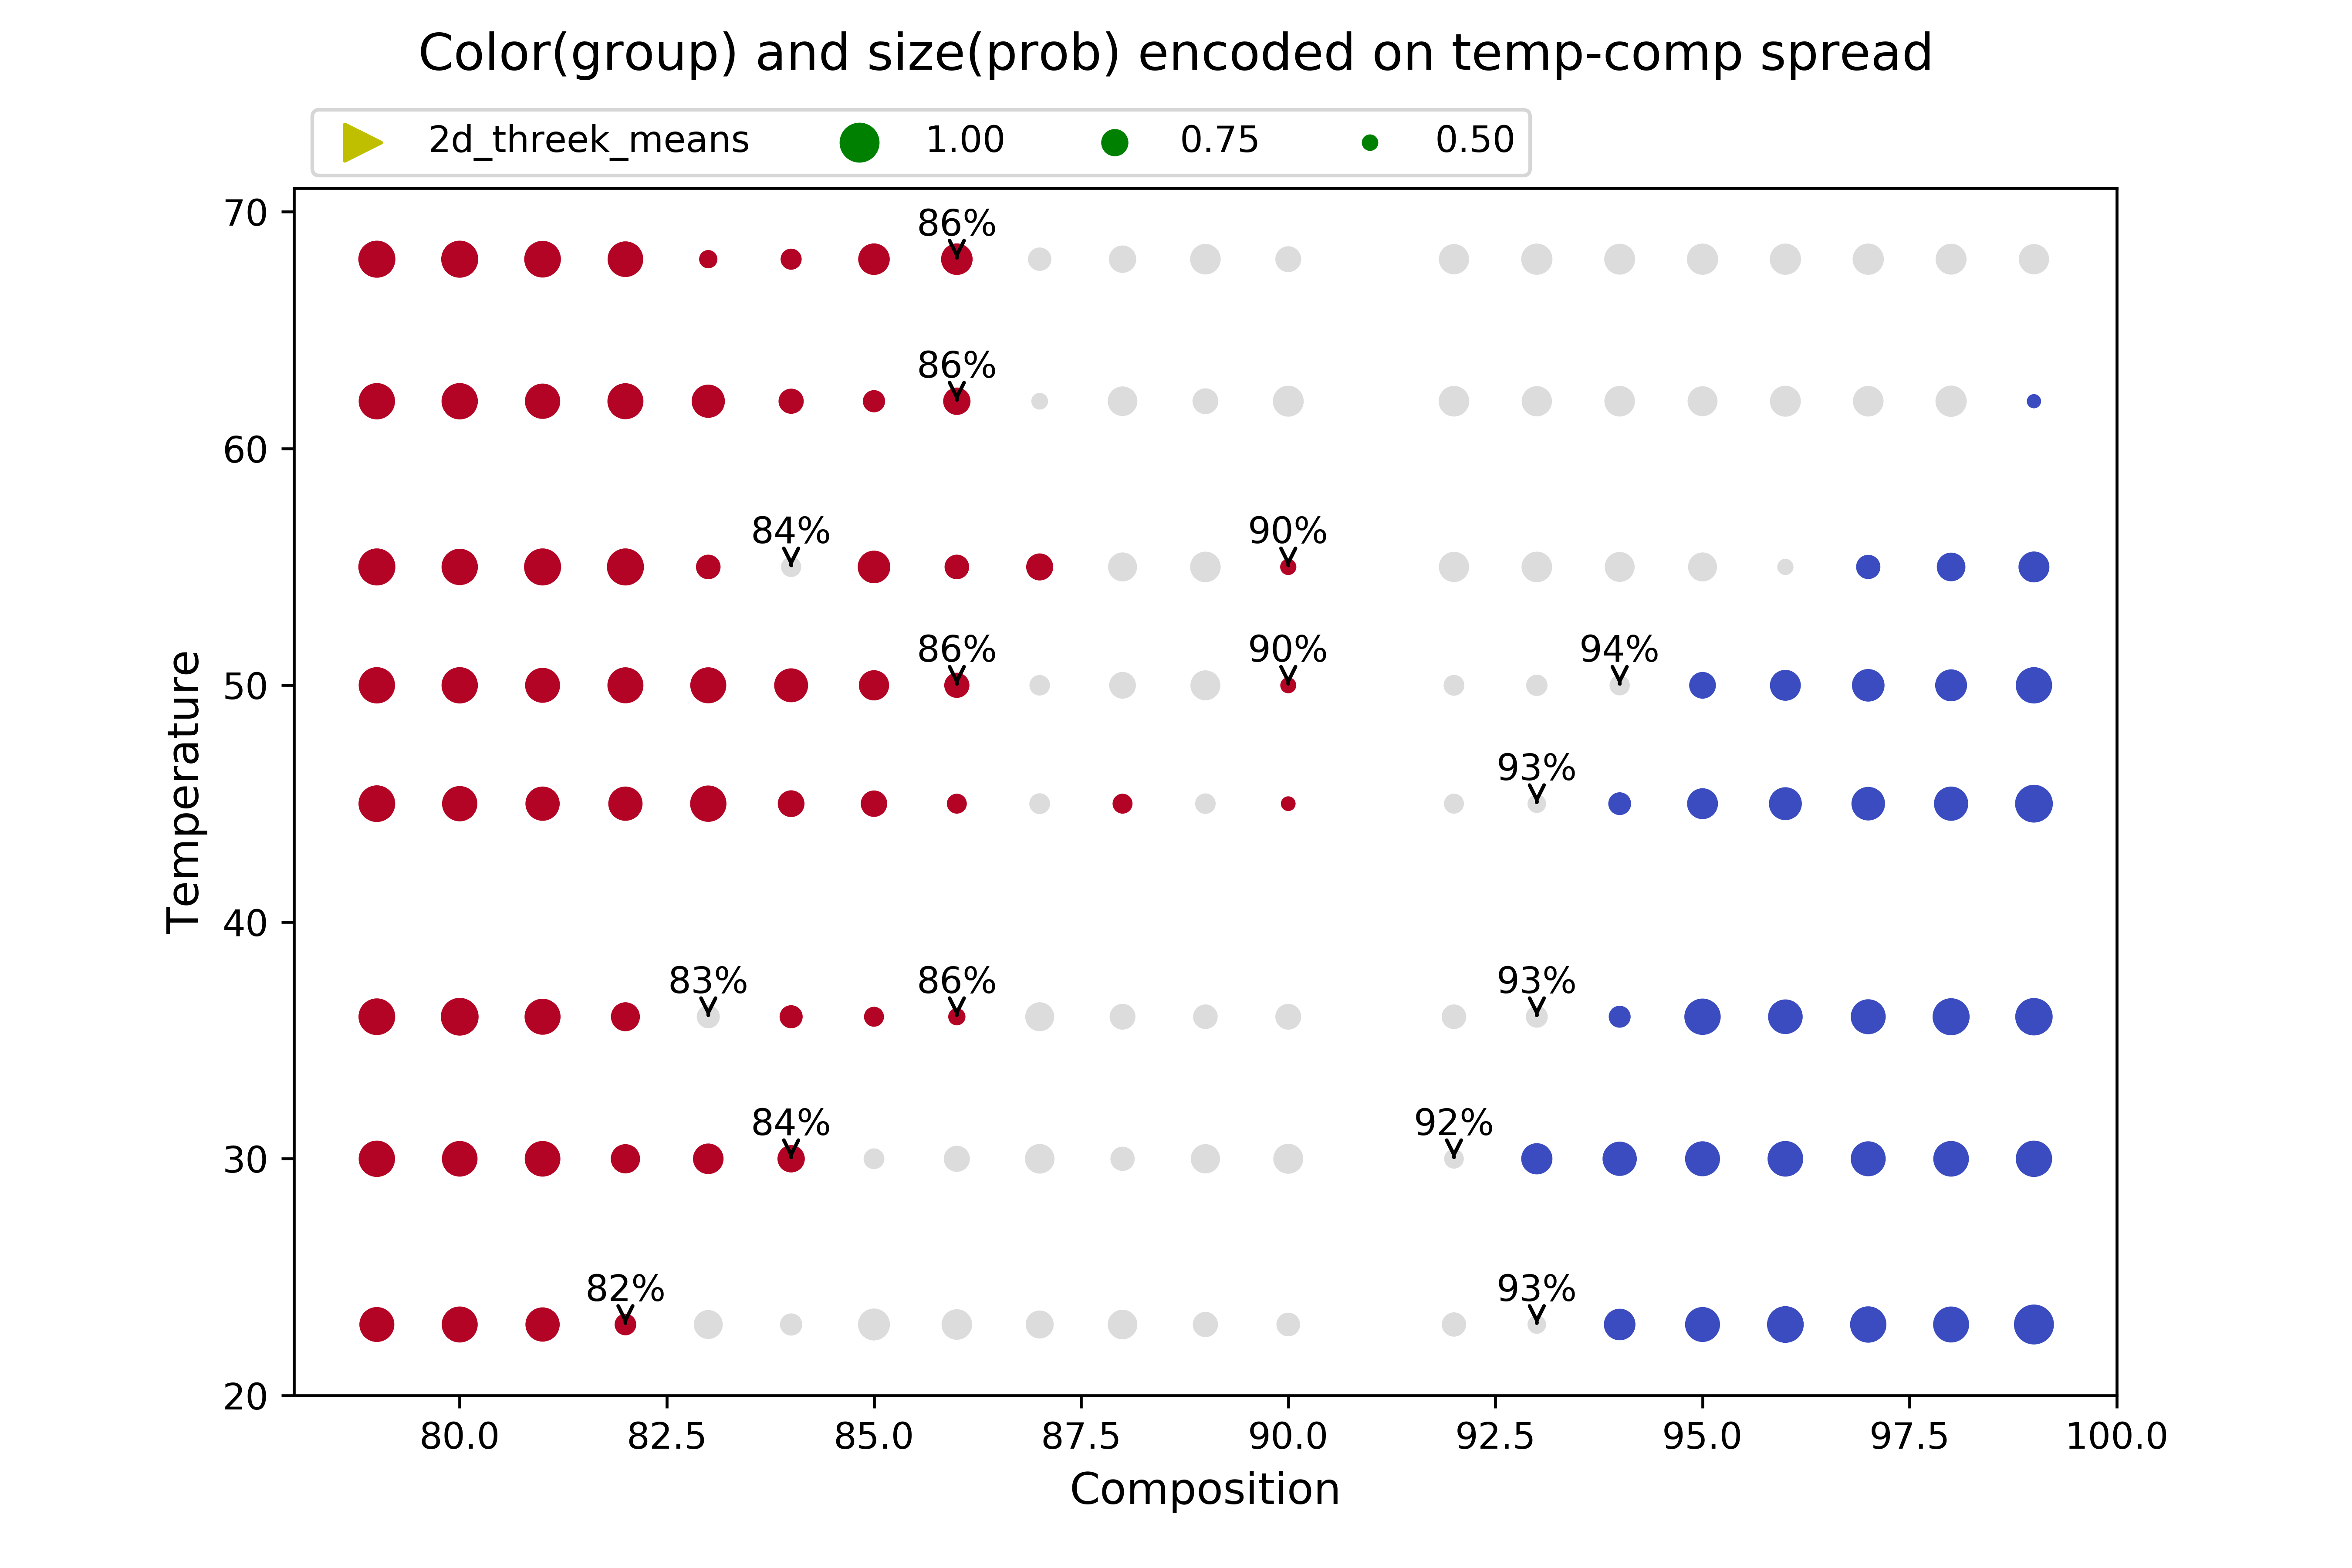 Color(group) and size(prob) encoded on temp-comp spread
2d_threek_means 1.00 0.75 0.50
70
86%
86%
60
84% 90%
86% 90% 94%
50
93%
40
83% 86% 93%
84% 92%
30
82% 93%
20
Temperature
80.0 82.5 85.0 87.5 90.0 92.5 95.0 97.5 100.0
Composition